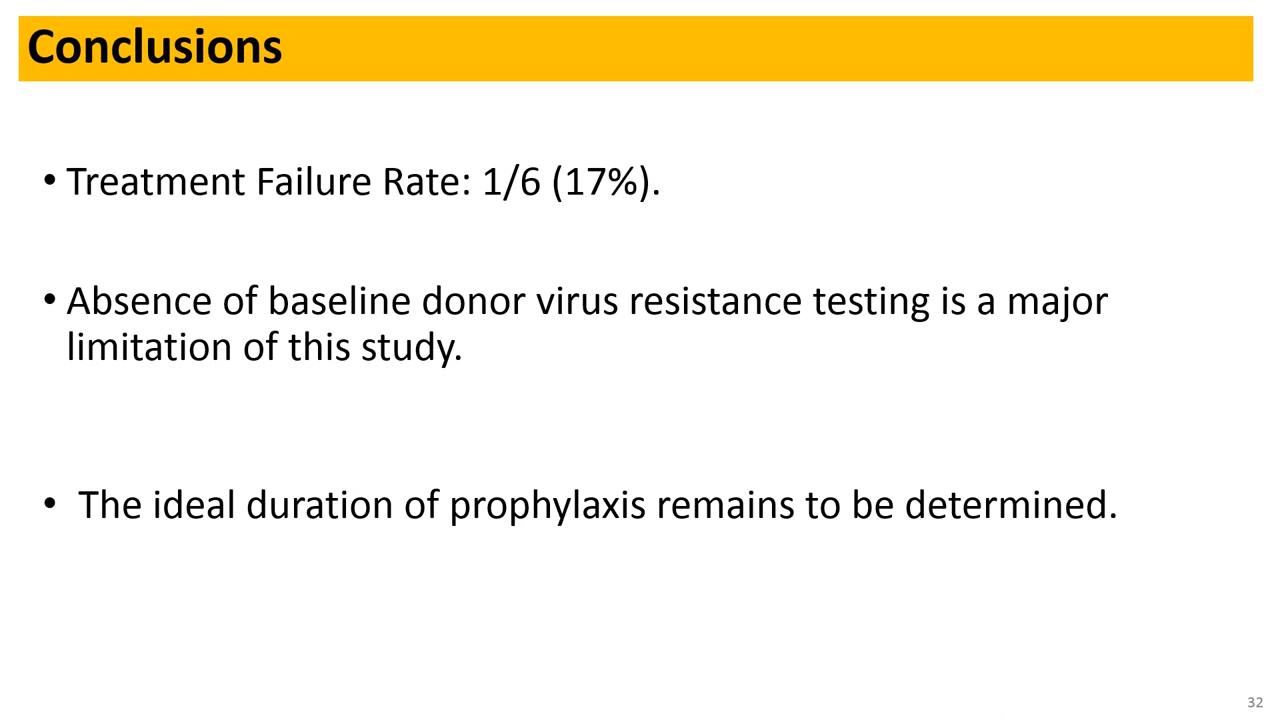 Conclusions
• Treatment Failure Rate: 1/6 (17%).
• Absence of baseline donor virus resistance testing is a major
limitation of this study.
• The ideal duration of prophylaxis remains to be determined.
32